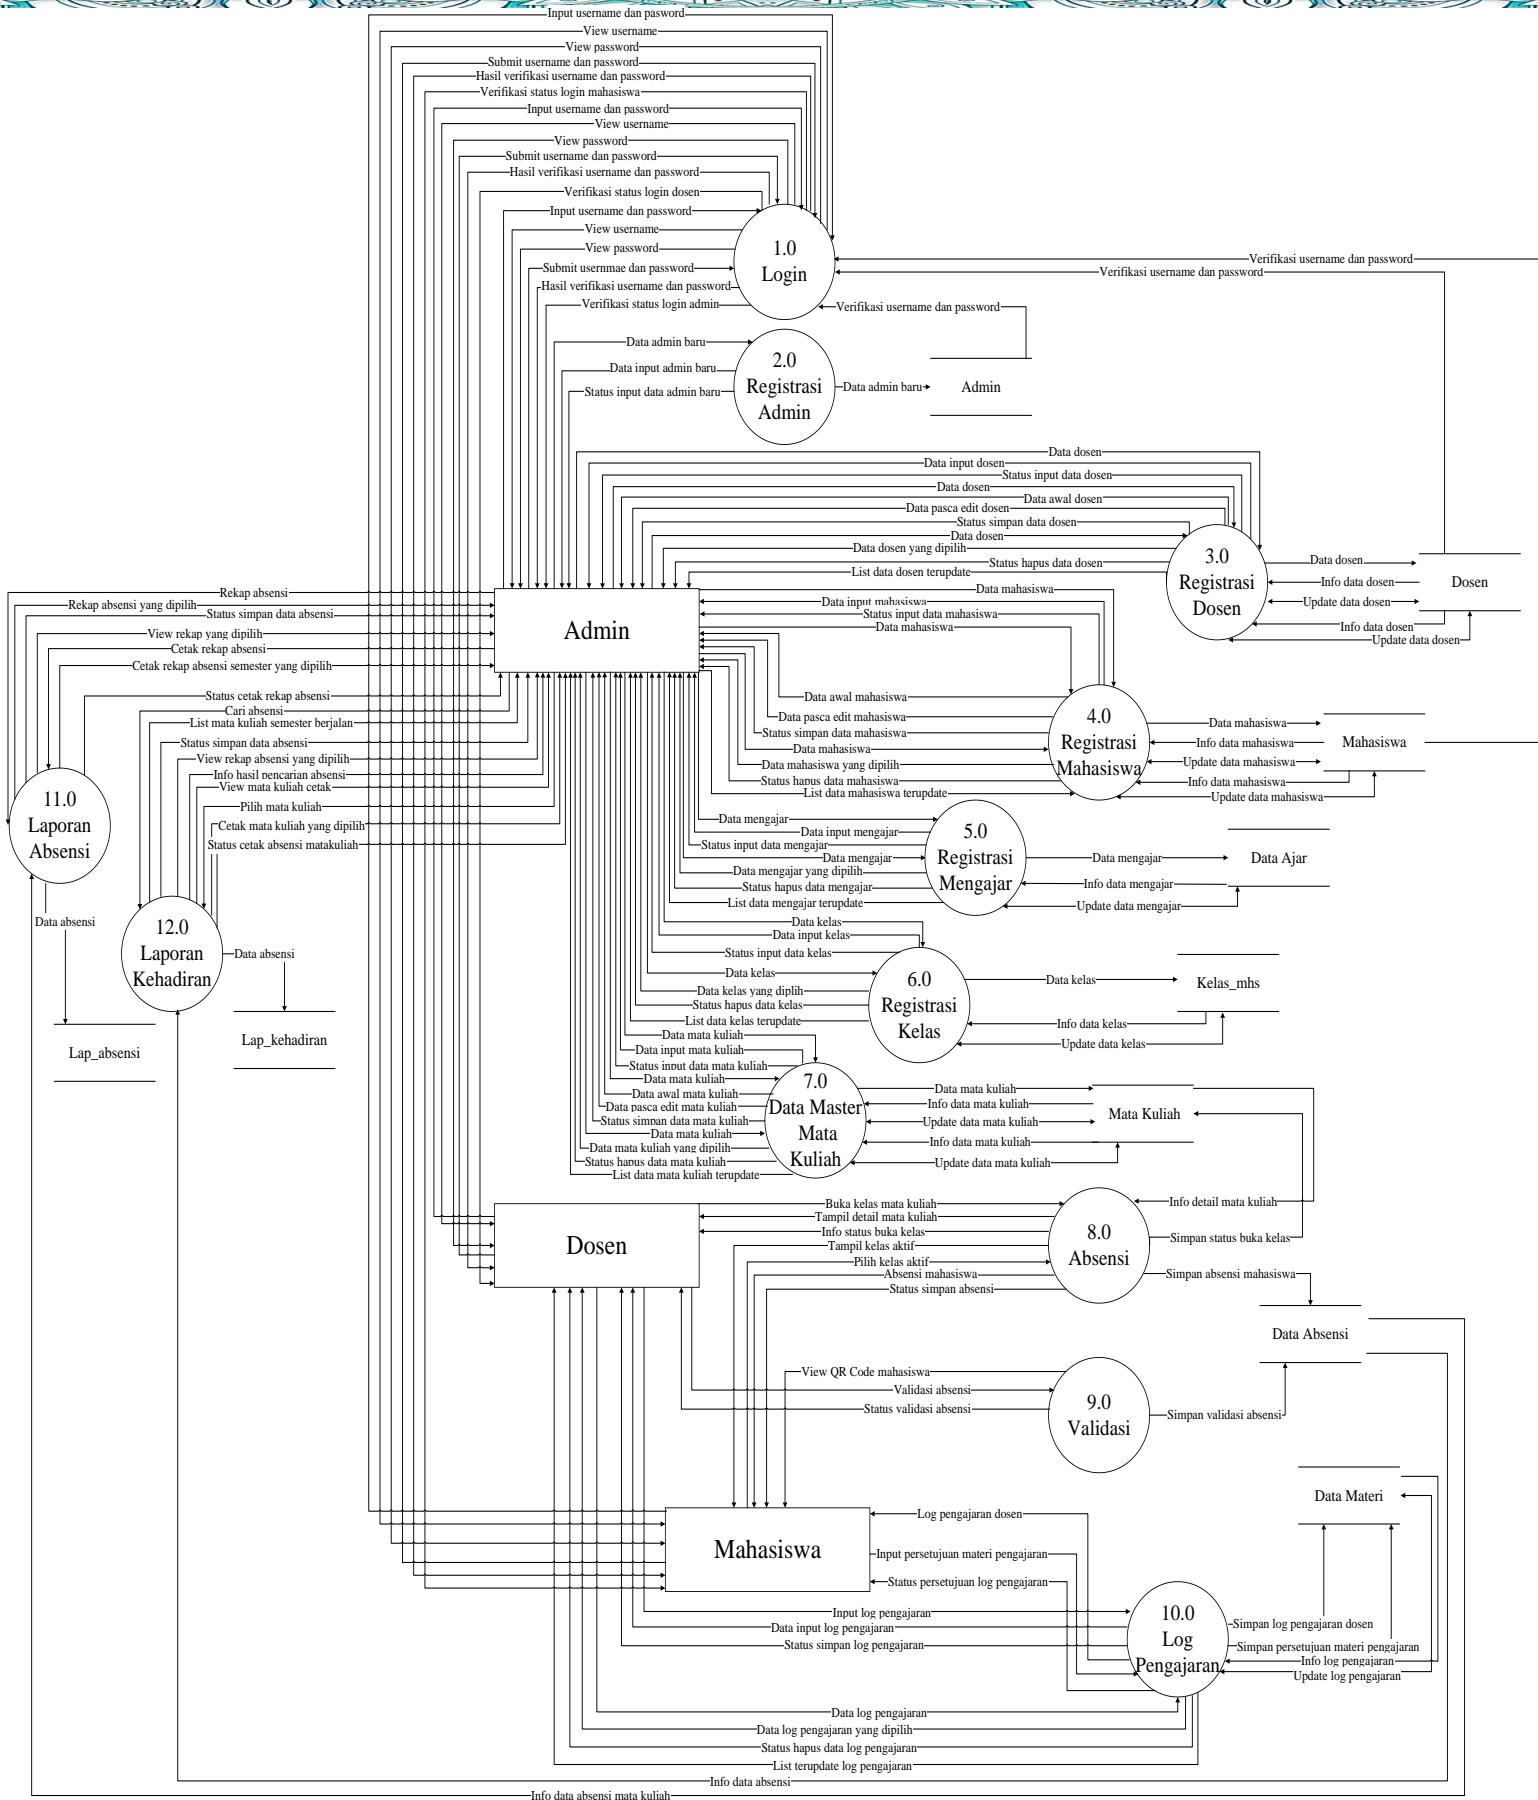 Input username dan pasword
View username
View password
Submit username dan password
Hasil verifikasi username dan password
Verifikasi status login mahasiswa
Input username dan password
View username
View password
Submit username dan password
Hasil verifikasi username dan password
Verifikasi status login dosen
Input username dan password
View username
View password
Submit usernmae dan password
Hasil verifikasi username dan password
Verifikasi status login admin
1.0
Login
Verifikasi username dan password
Verifikasi username dan password
Verifikasi username dan password
Data admin baru
Data input admin baru
Status input data admin baru
2.0
Registrasi
Admin
Data admin baru
Admin
Data dosen
Data input dosen
Status input data dosen
Data dosen
Data awal dosen
Data pasca edit dosen
Status simpan data dosen
Data dosen
Data dosen yang dipilih
Status hapus data dosen
List data dosen terupdate
3.0
Registrasi
Dosen
Data dosen
Info data dosen
Update data dosen
Info data dosen
Update data dosen
Dosen
Rekap absensi
Rekap absensi yang dipilih
Status simpan data absensi
View rekap yang dipilih
Cetak rekap absensi
Cetak rekap absensi semester yang dipilih
Status cetak rekap absensi
Cari absensi
List mata kuliah semester berjalan
Status simpan data absensi
View rekap absensi yang dipilih
Info hasil pencarian absensi
View mata kuliah cetak
Pilih mata kuliah
Cetak mata kuliah yang dipilih
Status cetak absensi matakuliah
Admin
Data mahasiswa
Data input mahasiswa
Status input data mahasiswa
Data mahasiswa
Data awal mahasiswa
Data pasca edit mahasiswa
Status simpan data mahasiswa
Data mahasiswa
Data mahasiswa yang dipilih
Status hapus data mahasiswa
List data mahasiswa terupdate
4.0
Registrasi
Mahasiswa
Data mahasiswa
Info data mahasiswa
Update data mahasiswa
Info data mahasiswa
Update data mahasiswa
Mahasiswa
11.0
Laporan
Absensi
Data absensi
Lap_absensi
12.0
Laporan
Kehadiran
Data absensi
Lap_kehadiran
Data mengajar
Data input mengajar
Status input data mengajar
Data mengajar
Data mengajar yang dipilih
Status hapus data mengajar
List data mengajar terupdate
5.0
Registrasi
Mengajar
Data mengajar
Info data mengajar
Update data mengajar
Data Ajar
Data kelas
Data input kelas
Status input data kelas
Data kelas
Data kelas yang diplih
Status hapus data kelas
List data kelas terupdate
6.0
Registrasi
Kelas
Data kelas
Info data kelas
Update data kelas
Kelas_mhs
Data mata kuliah
Data input mata kuliah
Status input data mata kuliah
Data mata kuliah
Data awal mata kuliah
Data pasca edit mata kuliah
Status simpan data mata kuliah
Data mata kuliah
Data mata kuliah yang dipilih
Status hapus data mata kuliah
List data mata kuliah terupdate
7.0
Data Master
Mata
Kuliah
Data mata kuliah
Info data mata kuliah
Update data mata kuliah
Info data mata kuliah
Update data mata kuliah
Mata Kuliah
Dosen
Buka kelas mata kuliah
Tampil detail mata kuliah
Info status buka kelas
Tampil kelas aktif
Pilih kelas aktif
Absensi mahasiswa
Status simpan absensi
8.0
Absensi
Info detail mata kuliah
Simpan status buka kelas
Simpan absensi mahasiswa
Data Absensi
View QR Code mahasiswa
Validasi absensi
Status validasi absensi
9.0
Validasi
Simpan validasi absensi
Mahasiswa
Log pengajaran dosen
Input persetujuan materi pengajaran
Status persetujuan log pengajaran
Input log pengajaran
Data input log pengajaran
Status simpan log pengajaran
10.0
Log
Pengajaran
Data Materi
Simpan log pengajaran dosen
Simpan persetujuan materi pengajaran
Info log pengajaran
Update log pengajaran
Data log pengajaran
Data log pengajaran yang dipilih
Status hapus data log pengajaran
List terupdate log pengajaran
Info data absensi
Info data absensi mata kuliah